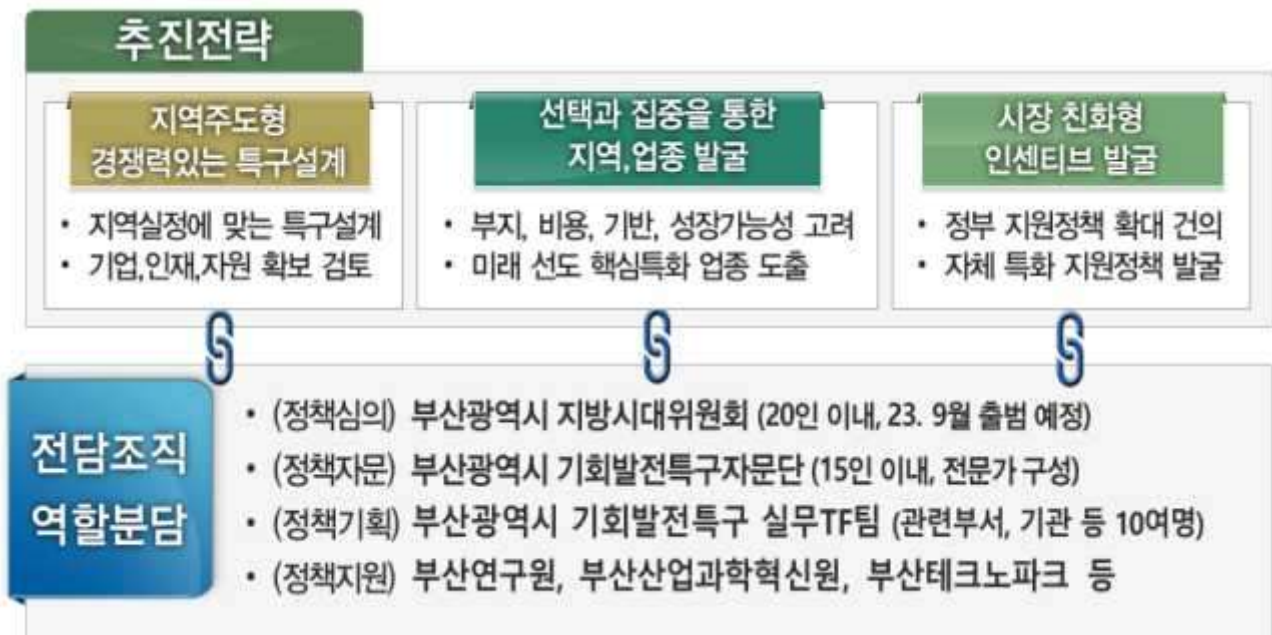 추진전략
지역주도형
경쟁력있는 특구설계
• 지역실정에 맞는 특구설계
• 기업,인재,자원 확보 검토
선택과 집중을 통한
지역,업종 발굴
• 부지, 비용, 기반, 성장가능성 고려
• 미래 선도 핵심특화 업종 도출
시장 친화형
인센티브 발굴
• 정부 지원정책 확대 건의
• 자체 특화 지원정책 발굴
전담조직
역할분담
• (정책심의) 부산광역시 지방시대위원회 (20인 이내, 23. 9월 출범 예정)
• (정책자문) 부산광역시 기회발전특구자문단 (15인 이내, 전문가 구성)
• (정책기획) 부산광역시 기회발전특구 실무TF팀 (관련부서, 기관 등 10여명)
• (정책지원) 부산연구원, 부산산업과학혁신원, 부산테크노파크 등